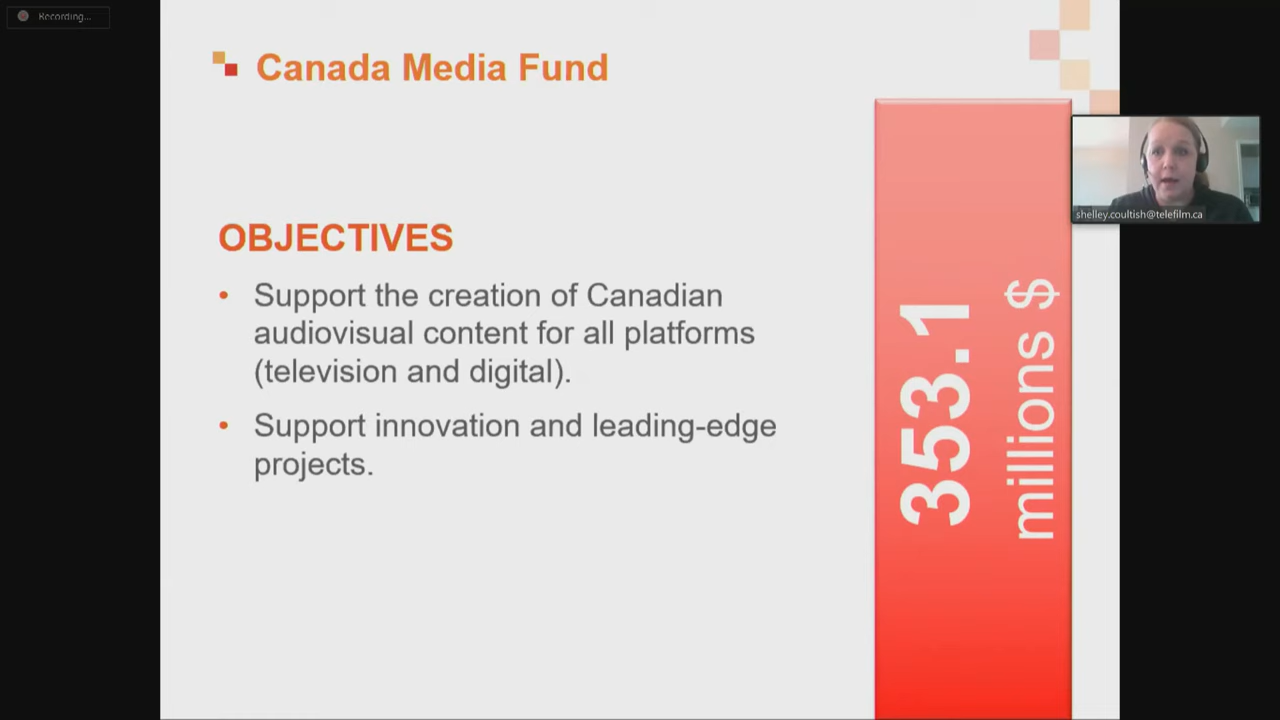 Recording...
Canada Media Fund
shelley.coultish@telefilm.ca
OBJECTIVES
• Support the creation of Canadian
audiovisual content for all platforms
(television and digital).
• Support innovation and leading-edge
projects.
353.1
millions $